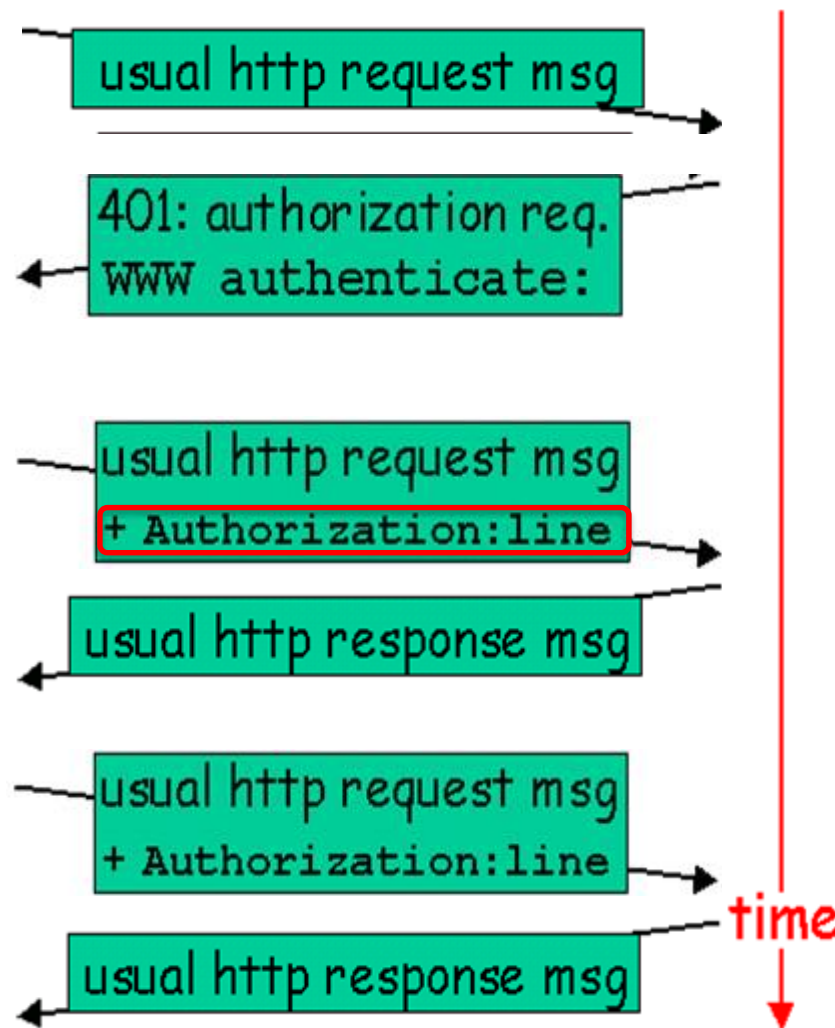 usual http request msg
401: authorization req.
WWW authenticate:
usual http request msg
+ Authorization:line
usual http response msg
usual http request msg
+ Authorization:line
time
usual http response msg